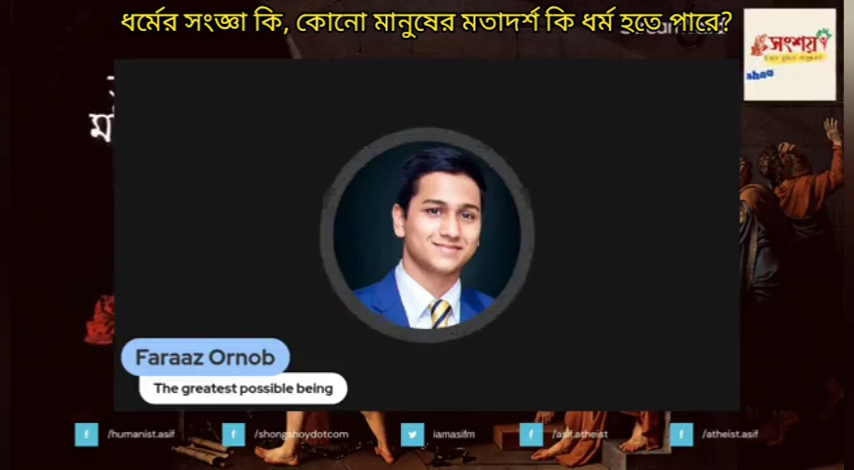 ধর্মের সংজ্ঞা কি, কোনো মানুষের মতাদর্শ কি ধর্ম হতে পারে?
সংশয়
Faraaz Ornob
The greatest possible being
/humanist.asif
/shongshoydotcom
iamasifm
/asif.atheist
/atheist.asif